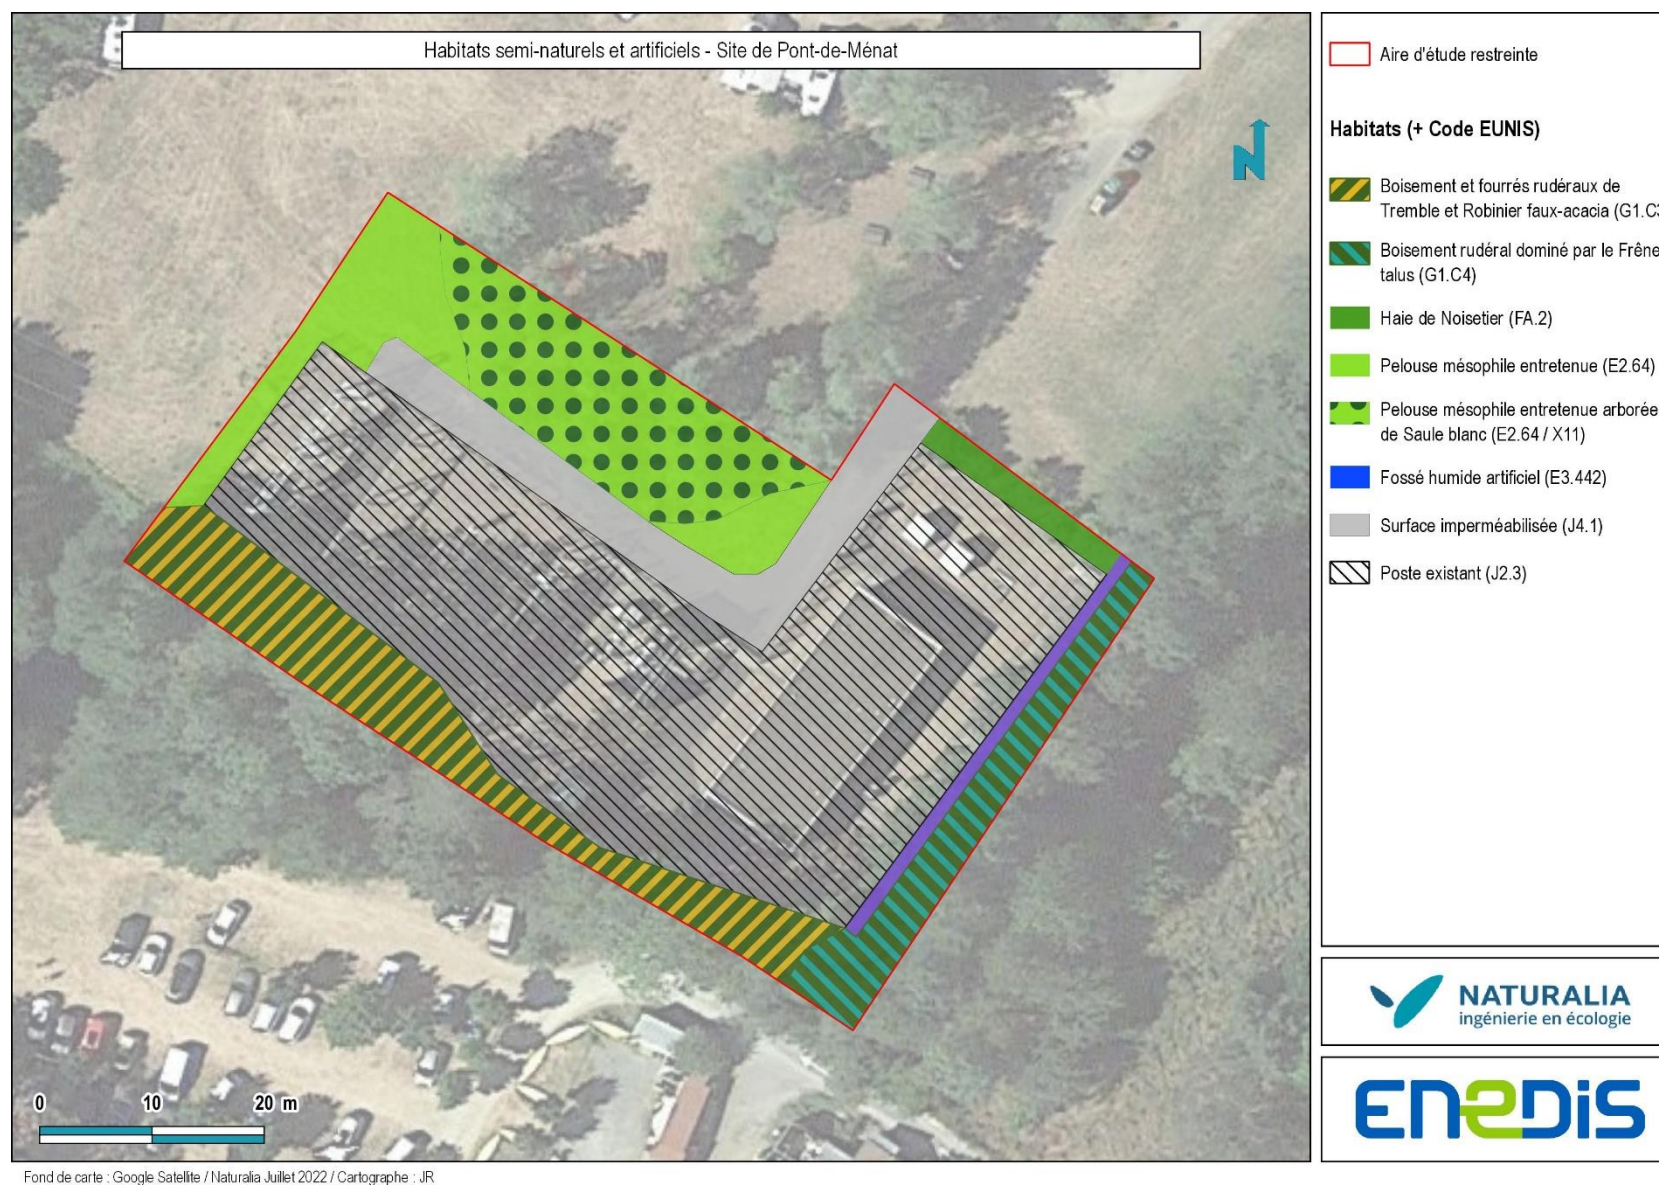 Habitats semi-naturels et artificiels - Site de Pont-de-Ménat
Aire d'étude restreinte
Habitats (+ Code EUNIS)
Boisement et fourrés rudéraux de
Tremble et Robinier faux-acacia (G1.C3
Boisement rudéral dominé par le Frêne
talus (G1.C4)
Haie de Noisetier (FA.2)
Pelouse mésophile entretenue (E2.64)
Pelouse mésophile entretenue arborée
de Saule blanc (E2.64 / X11)
Fossé humide artificiel (E3.442)
Surface imperméabilisée (J4.1)
Poste existant (J2.3)
N
NATURALIA
ingénierie en écologie
ENEDIS
0 10 20 m
Fond de carte : Google Satellite / Naturalia Juillet 2022 / Cartographe : JR